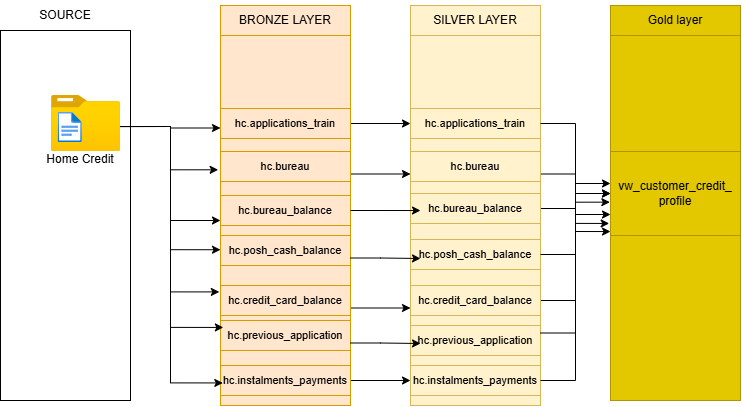 SOURCE
BRONZE LAYER
SILVER LAYER
Gold layer
Home Credit
hc.applications_train
hc.bureau
hc.bureau_balance
hc.posh_cash_balance
hc.credit_card_balance
hc.previous_application
hc.instalments_payments
hc.applications_train
hc.bureau
hc.bureau_balance
hc.posh_cash_balance
hc.credit_card_balance
hc.previous_application
hc.instalments_payments
vw_customer_credit_
profile